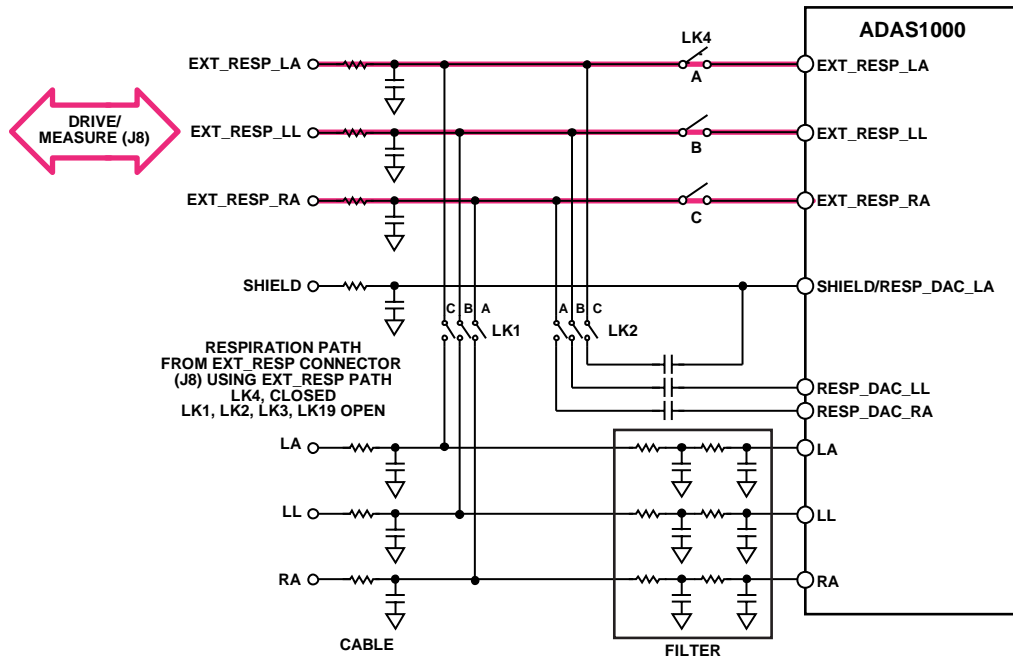 ADAS1000
LK4
EXT_RESP_LA
A
EXT_RESP_LA
DRIVE/
MEASURE (J8)
EXT_RESP_LL
B
EXT_RESP_LL
EXT_RESP_RA
C
EXT_RESP_RA
SHIELD
SHIELD/RESP_DAC_LA
C B A
LK1
A B C
LK2
RESPIRATION PATH
FROM EXT_RESP CONNECTOR
(J8) USING EXT_RESP PATH
LK4, CLOSED
LK1, LK2, LK3, LK19 OPEN
RESP_DAC_LL
RESP_DAC_RA
LA
LA
LL
LL
RA
RA
CABLE
FILTER